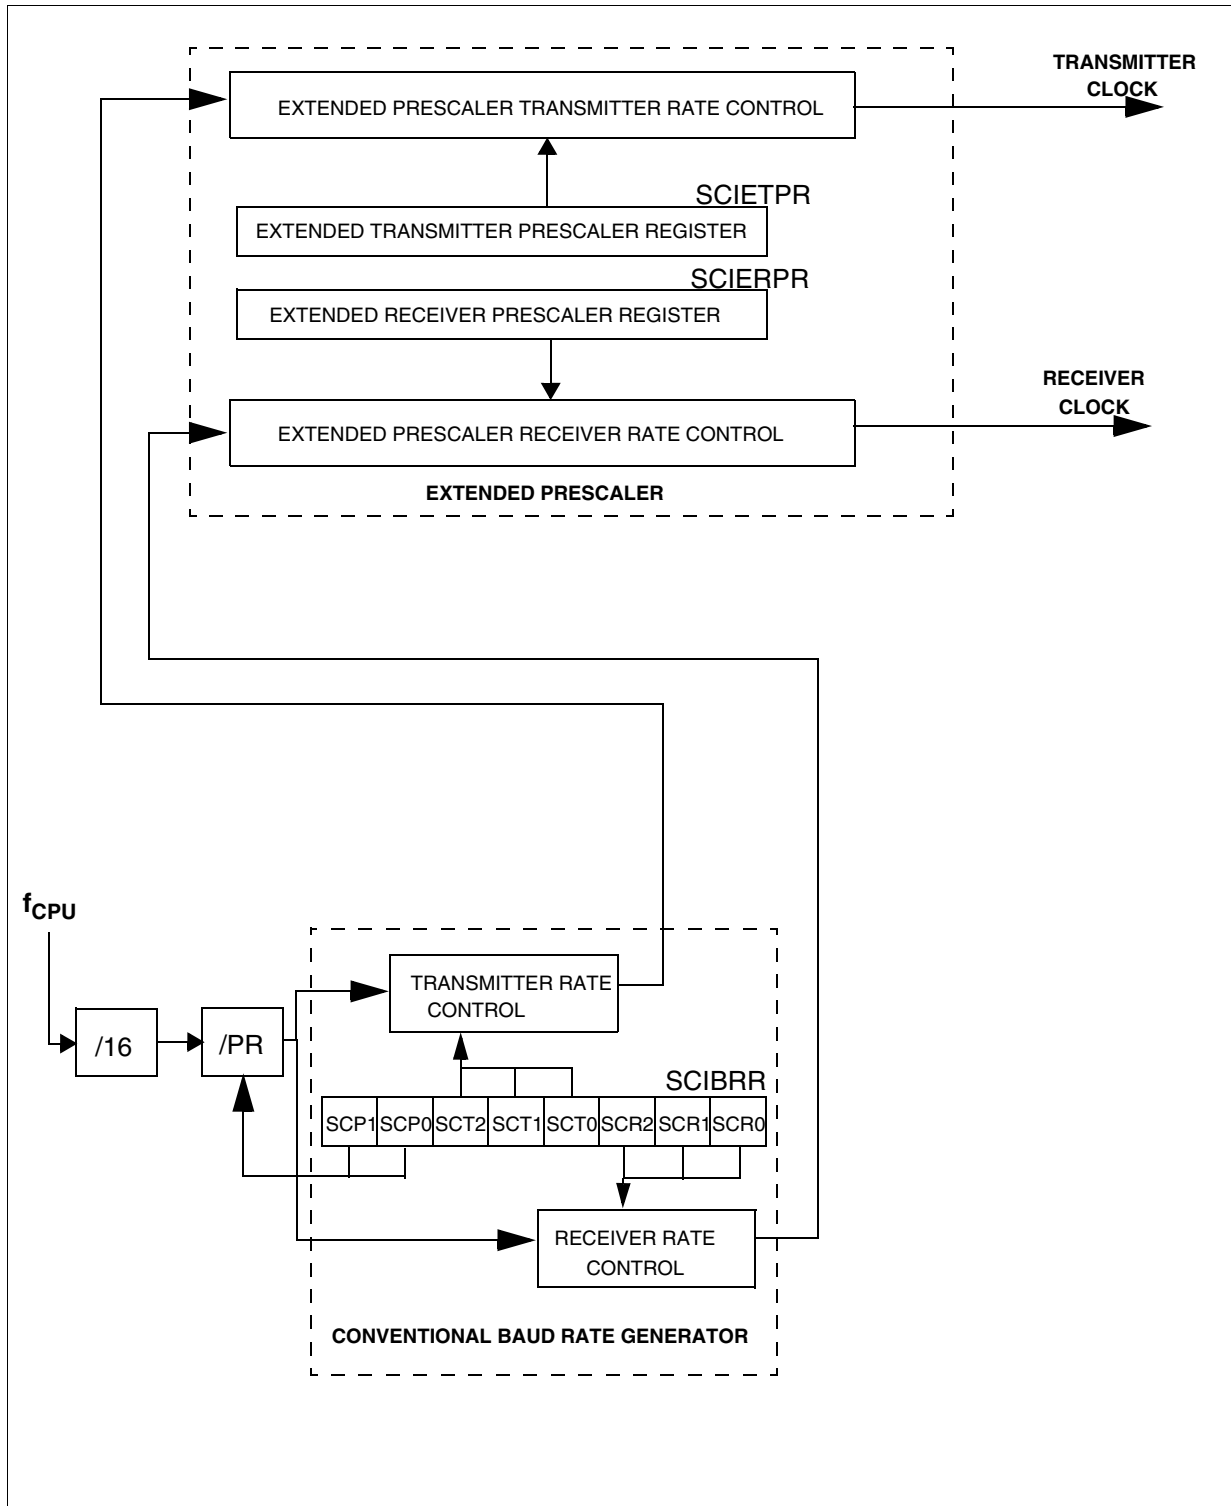 TRANSMITTER
CLOCK
EXTENDED PRESCALER TRANSMITTER RATE CONTROL
SCIETPR
EXTENDED TRANSMITTER PRESCALER REGISTER
SCIERPR
EXTENDED RECEIVER PRESCALER REGISTER
RECEIVER
CLOCK
EXTENDED PRESCALER RECEIVER RATE CONTROL
EXTENDED PRESCALER
fCPU
TRANSMITTER RATE
CONTROL
/16
/PR
SCIBRR
SCP1 SCP0 SCT2 SCT1 SCT0 SCR2 SCR1 SCR0
RECEIVER RATE
CONTROL
CONVENTIONAL BAUD RATE GENERATOR